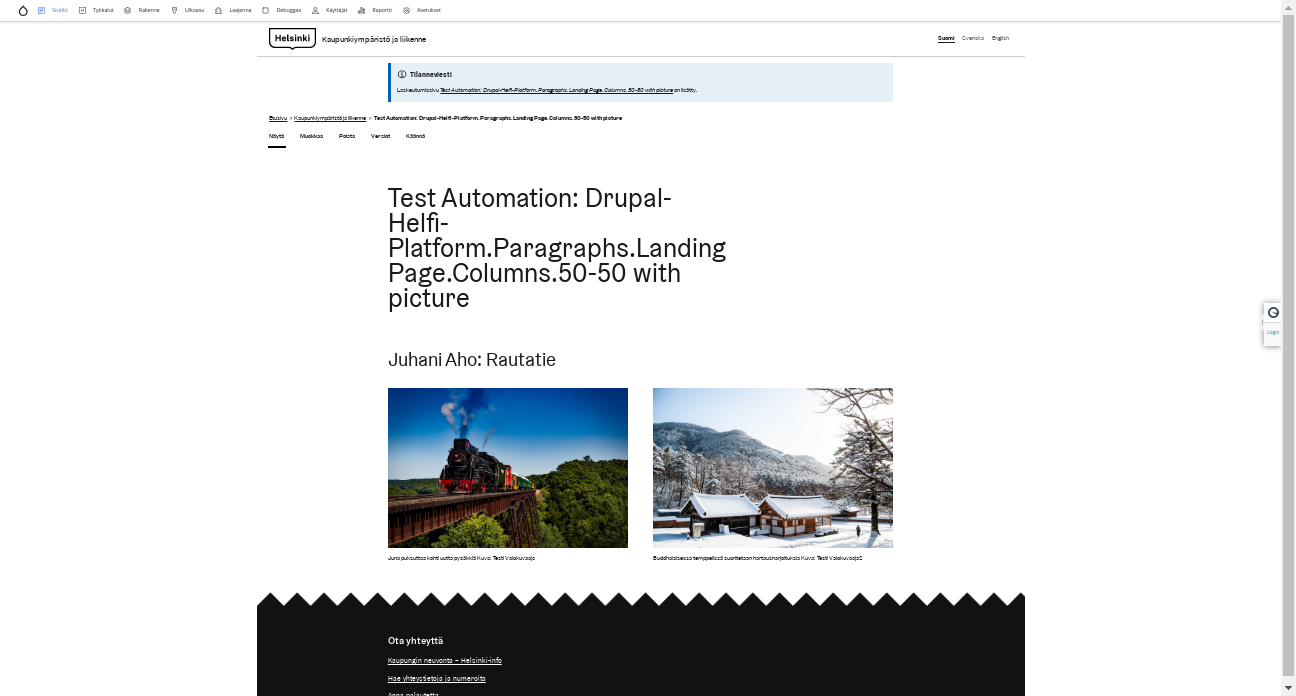 Sisältö Työkalut Rakenne Ulkoasu Laajenna Debuggaa Käyttäjät Raportit Asetukset
Helsinki Kaupunkiympäristö ja liikenne Suomi Svenska English
Tilanneviesti
Laskeutumissivu Test Automation: Drupal-Helfi-Platform.Paragraphs.Landing Page.Columns.50-50 with picture on lisätty.
Etusivu > Kaupunkiympäristö ja liikenne > Test Automation: Drupal-Helfi-Platform.Paragraphs.Landing Page.Columns.50-50 with picture
Näytä Muokkaa Poista Versiot Käännä
Test Automation: Drupal-
Helfi-
Platform.Paragraphs.Landing
Page.Columns.50-50 with
picture
Login
Juhani Aho: Rautatie
Juna puksuttaa kohti uutta pysäkkiä Kuva: Testi Valokuvaaja
Buddhalaisessa temppelissä suoritetaan hartausharjoituksia Kuva: Testi Valokuvaaja2
Ota yhteyttä
Kaupungin neuvonta – Helsinki-info
Hae yhteystietoja ja numeroita
Anna palautetta